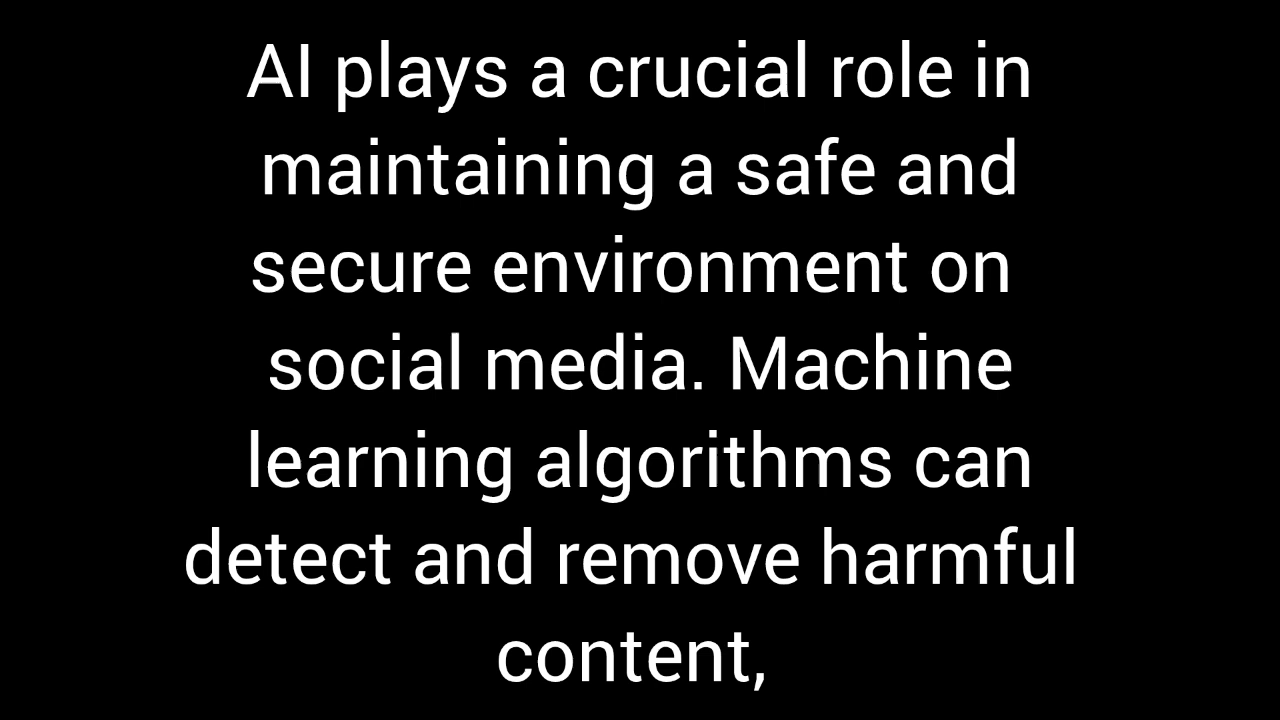 AI plays a crucial role in
maintaining a safe and
secure environment on
social media. Machine
learning algorithms can
detect and remove harmful
content,